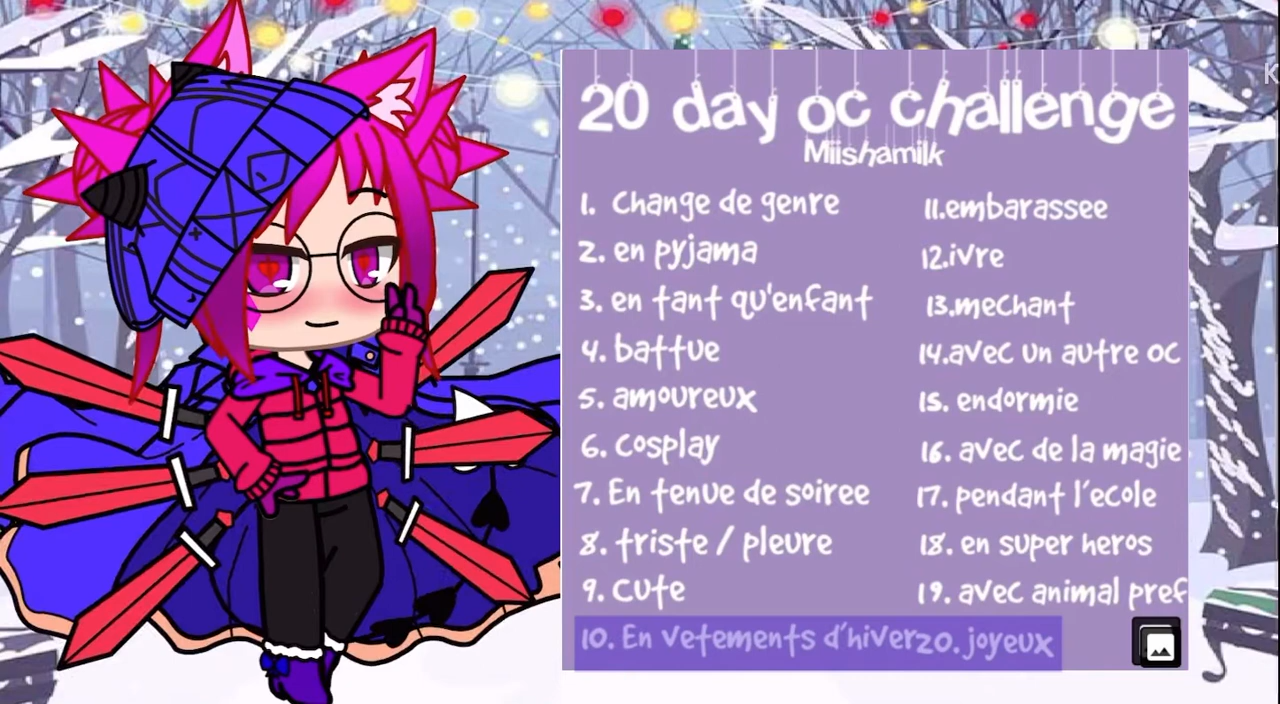 20 day oc challenge
Miishamilk
1. Change de genre
2. en pyjama
3. en tant qu'enfant
4. battue
5. amoureux
6. Cosplay
7. En tenue de soiree
8. triste / pleure
9. Cute
10. En vetements d'hiver
11.embarassee
12.ivre
13.mechant
14.avec un autre oc
15. endormie
16. avec de la magie
17. pendant l'ecole
18. en super heros
19. avec animal pref
20. joyeux
K